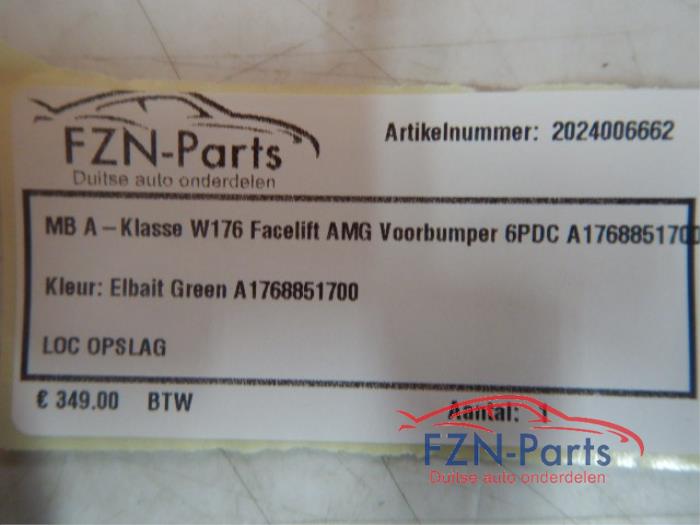 FZN-Parts
Duitse auto onderdelen
Artikelnummer: 2024006662
MB A-Klasse W176 Facelift AMG Voorbumper 6PDC A1768851700
Kleur: Elbait Green A1768851700
LOC OPSLAG
€ 349.00 BTW
Aantal: 1
FZN-Parts
Duitse auto onderdelen